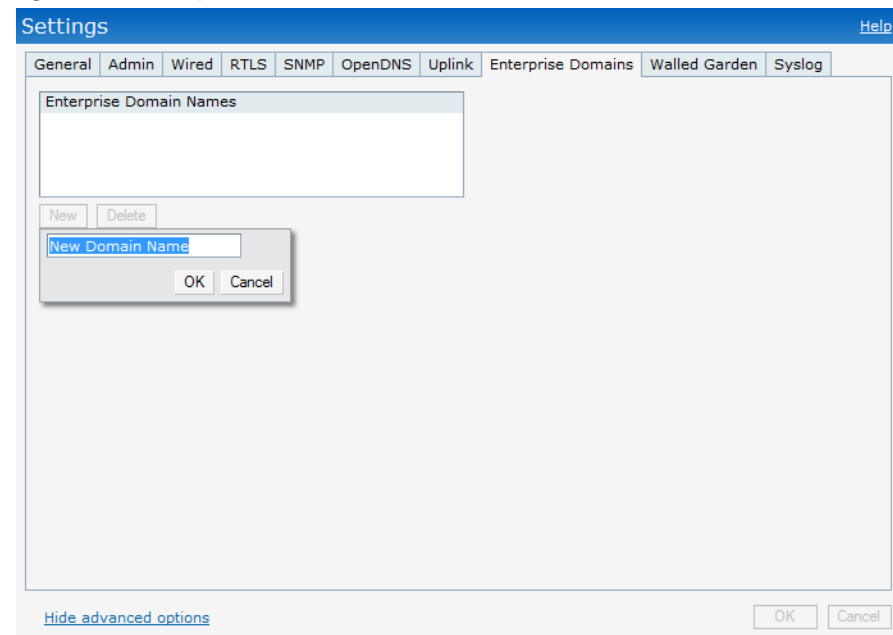 Settings
Help
General Admin Wired RTLS SNMP OpenDNS Uplink Enterprise Domains Walled Garden Syslog
Enterprise Domain Names
New Delete
New Domain Name
OK Cancel
Hide advanced options
OK Cancel